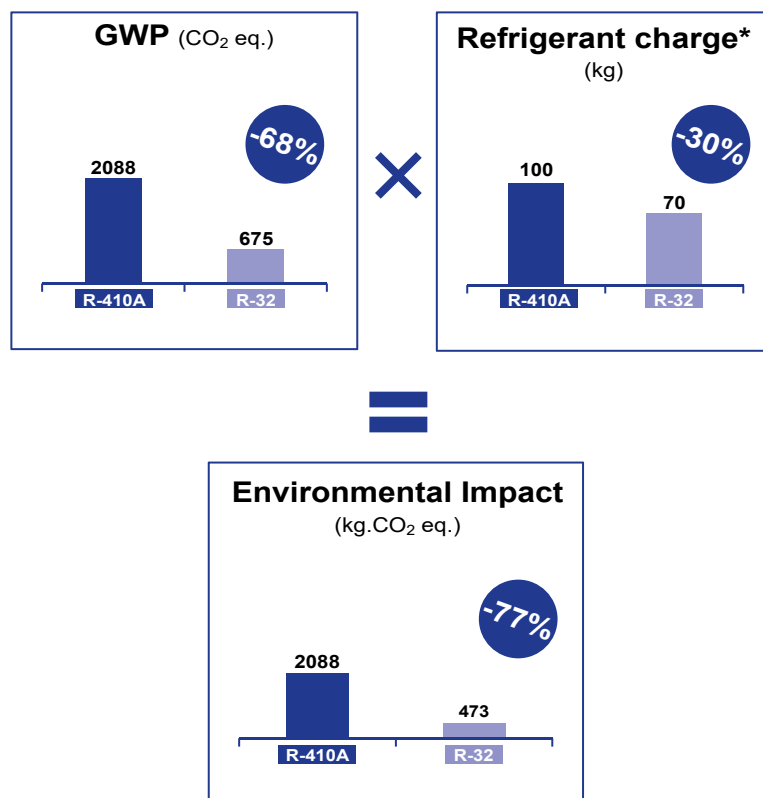 GWP (CO₂ eq.)
-68%
2088
675
R-410A R-32
×
Refrigerant charge*
(kg)
-30%
100
70
R-410A R-32
=
Environmental Impact
(kg.CO₂ eq.)
-77%
2088
473
R-410A R-32